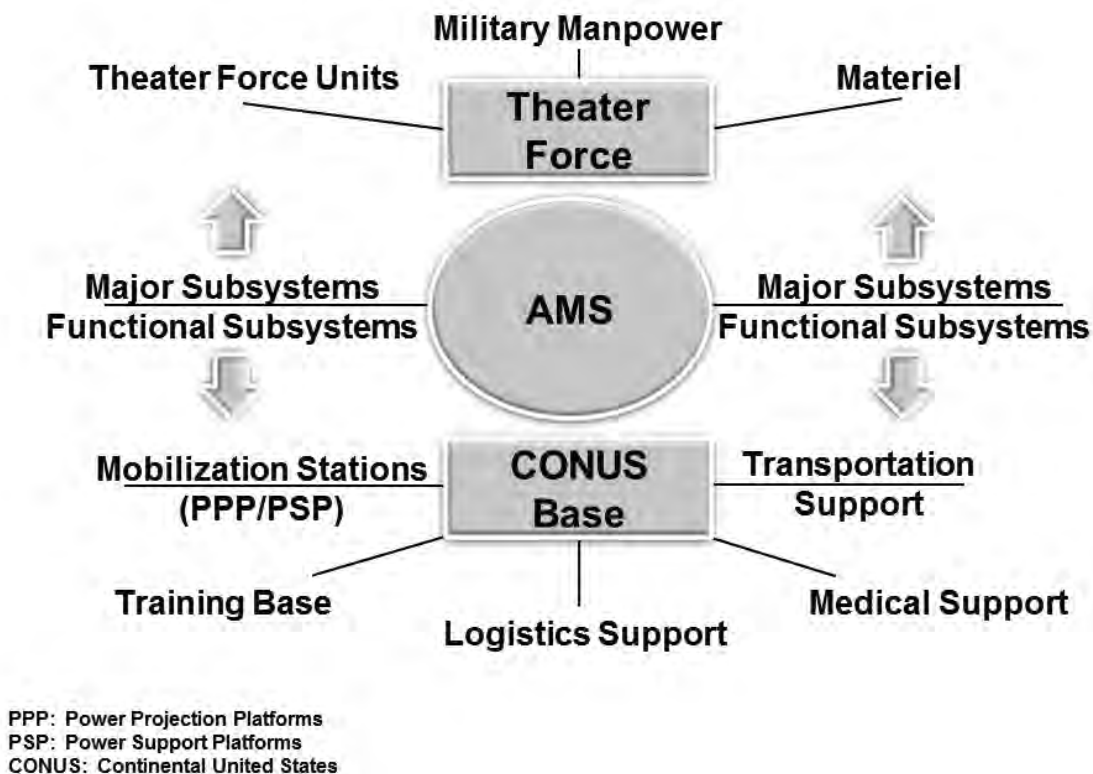 Military Manpower
Theater Force Units
Materiel
Theater
Force
Major Subsystems
Functional Subsystems
AMS
Major Subsystems
Functional Subsystems
Mobilization Stations
(PPP/PSP)
CONUS
Base
Transportation
Support
Training Base
Logistics Support
Medical Support
PPP: Power Projection Platforms
PSP: Power Support Platforms
CONUS: Continental United States